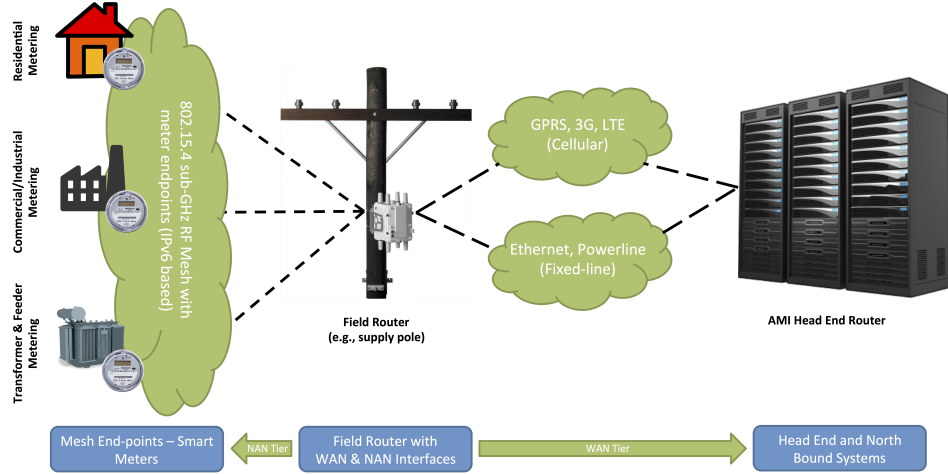 Residential
Metering
Commercial/Industrial
Metering
Transformer & Feeder
Metering
802.15.4 sub-GHz RF Mesh with
meter endpoints (IPv6 based)
GPRS, 3G, LTE
(Cellular)
Ethernet, Powerline
(Fixed-line)
Field Router
(e.g., supply pole)
AMI Head End Router
Mesh End-points – Smart
Meters
NAN Tier
Field Router with
WAN & NAN Interfaces
WAN Tier
Head End and North
Bound Systems